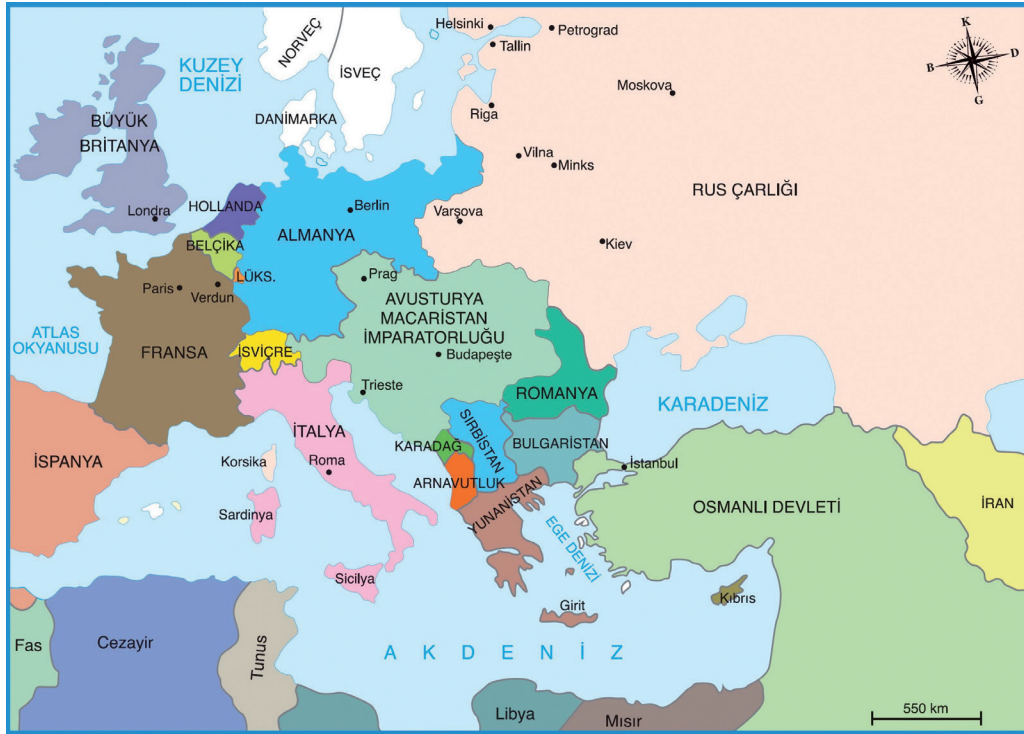 Helsinki
Petrograd
NORVEÇ
Tallin
K
KUZEY
DENİZİ
İSVEÇ
B
D
G
Moskova
Riga
BÜYÜK
BRİTANYA
DANİMARKA
Vilna
Minks
RUS ÇARLIĞI
Londra
HOLLANDA
Berlin
Varşova
ALMANYA
BELÇİKA
Kiev
LÜKS.
Prag
Paris
Verdun
AVUSTURYA
MACARİSTAN
İMPARATORLUĞU
ATLAS
OKYANUSU
FRANSA
İSVİÇRE
Budapeşte
Trieste
ROMANYA
KARADENİZ
SIRBİSTAN
İTALYA
KARADAĞ
BULGARİSTAN
İSPANYA
Korsika
Roma
İstanbul
ARNAVUTLUK
YUNANİSTAN
OSMANLI DEVLETİ
İRAN
Sardinya
EGE DENİZİ
Sicilya
Kıbrıs
Girit
Fas
Cezayir
Tunus
AKDENİZ
Libya
Mısır
550 km